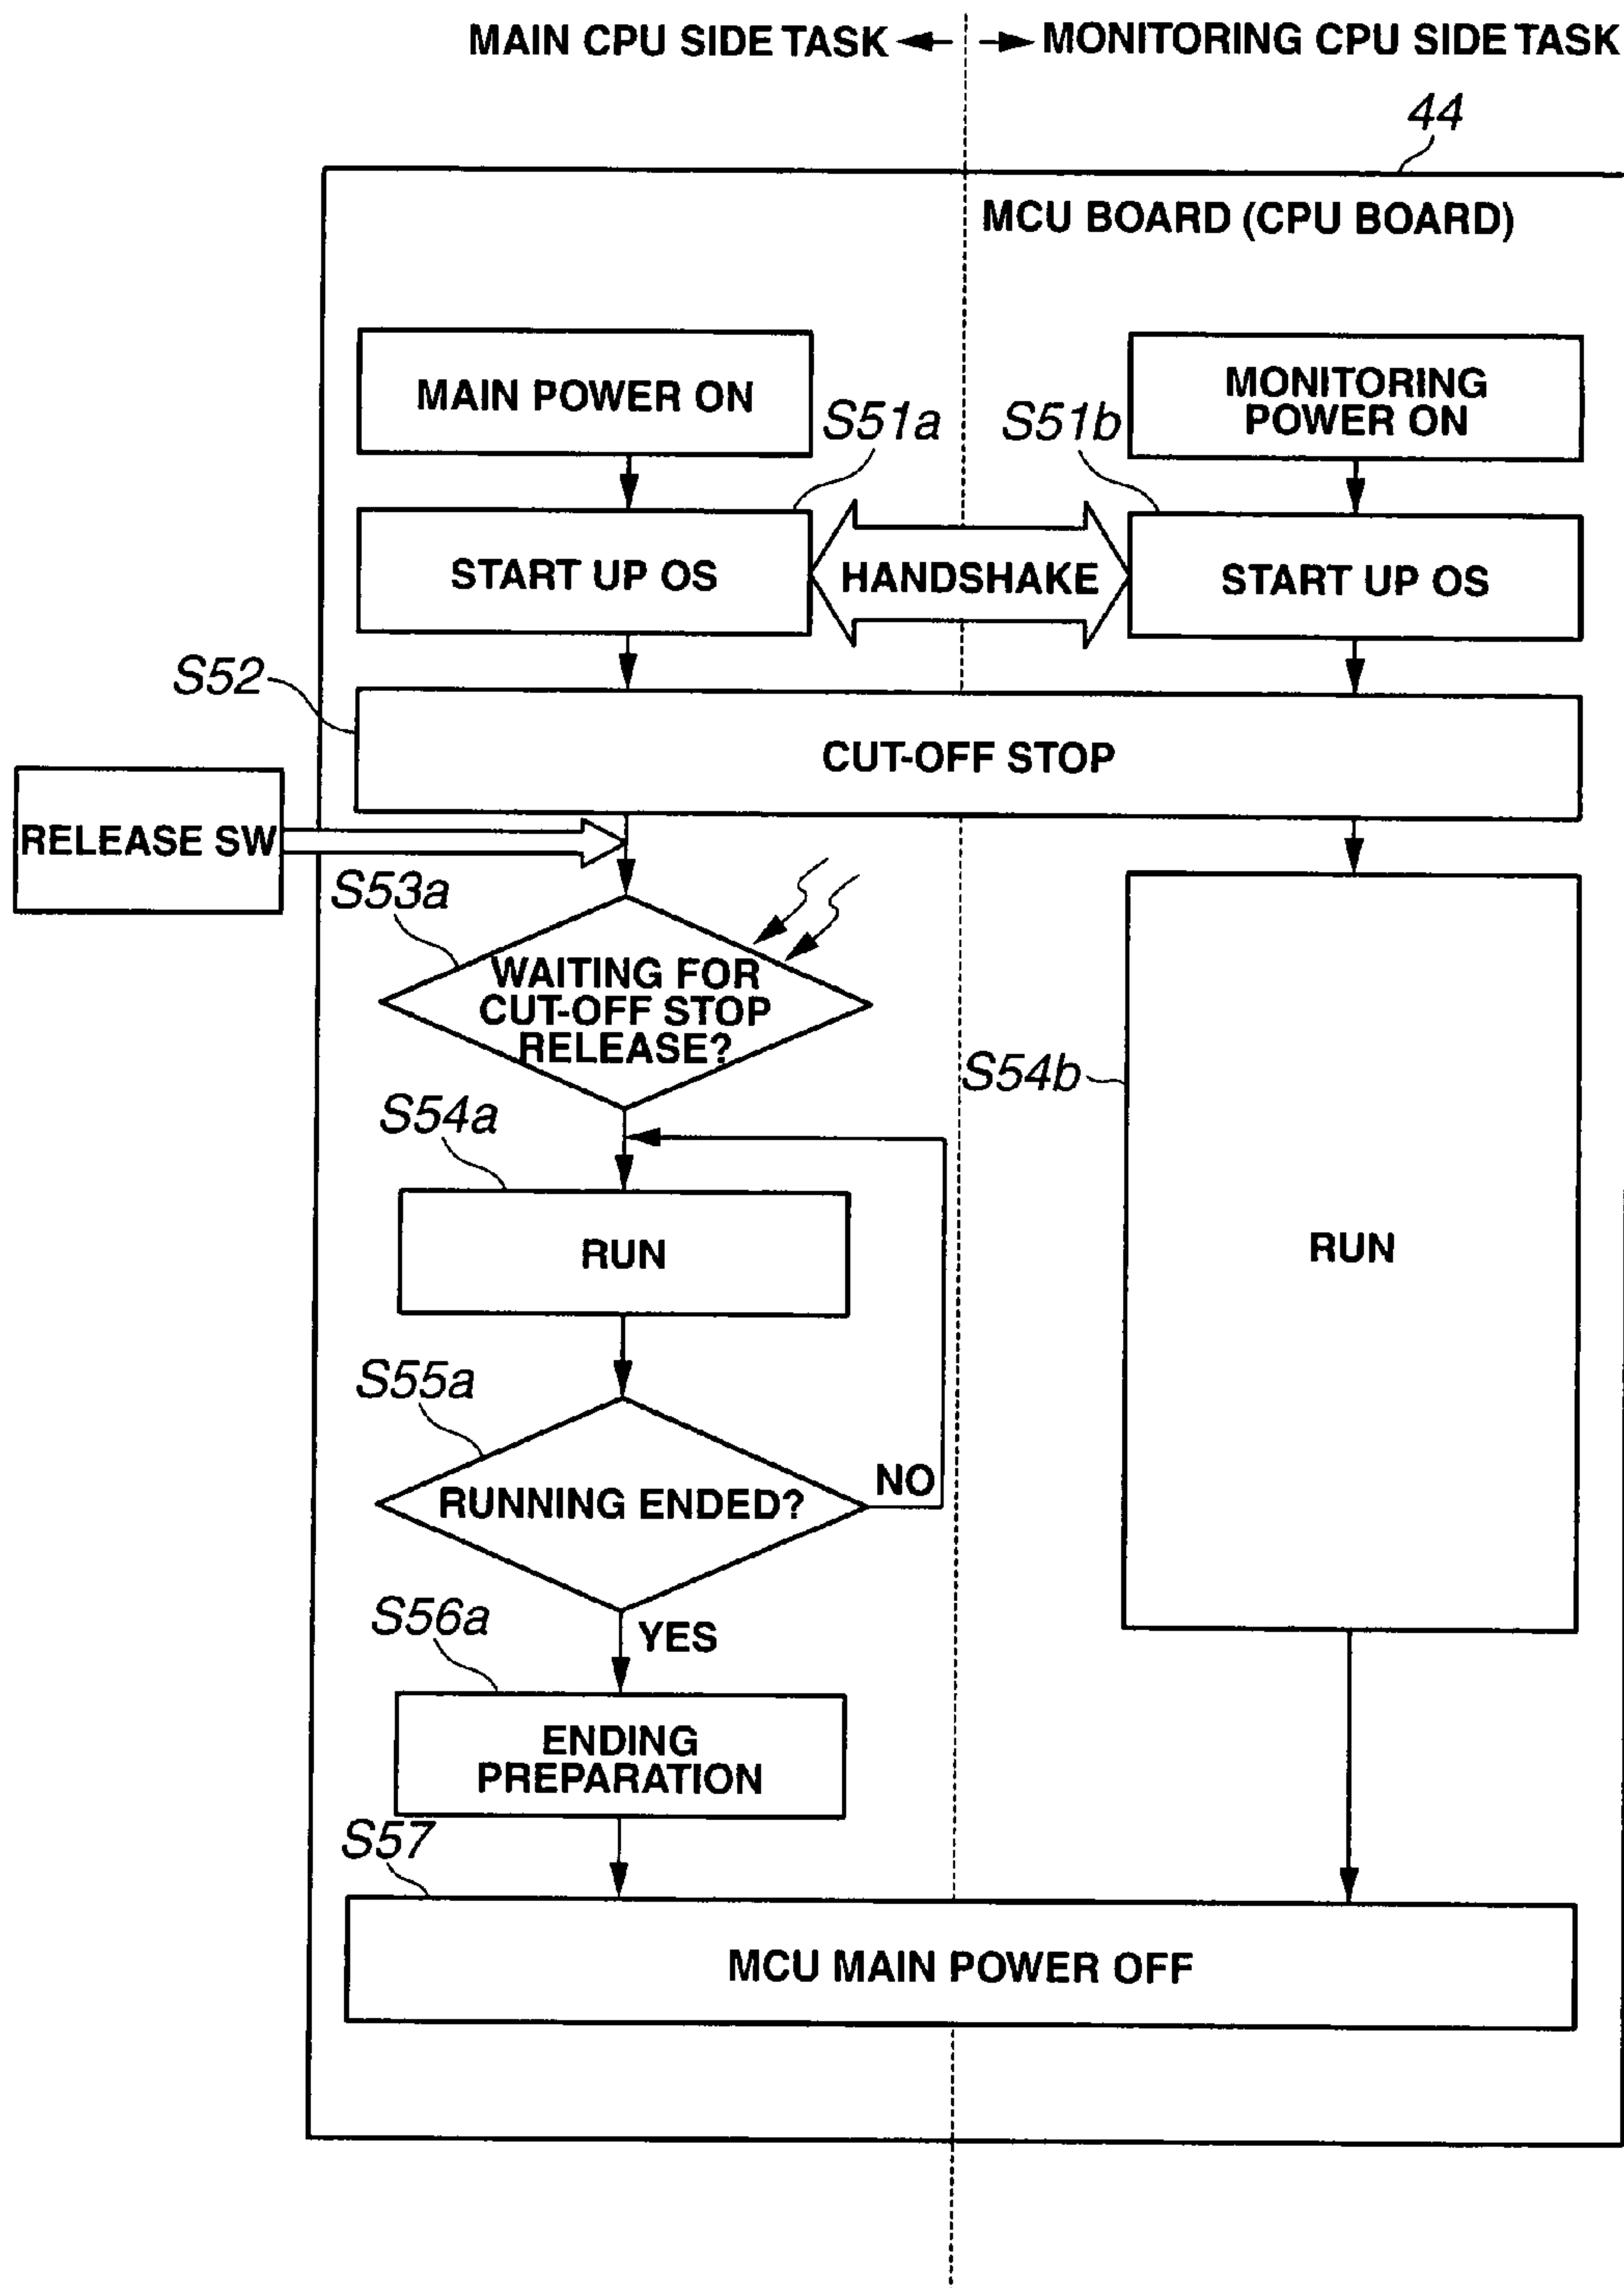 MAIN CPU SIDE TASK
MONITORING CPU SIDE TASK
44
MCU BOARD (CPU BOARD)
MAIN POWER ON
MONITORING
POWER ON
S51a
S51b
START UP OS
HANDSHAKE
START UP OS
S52
CUT-OFF STOP
RELEASE SW
S53a
WAITING FOR
CUT-OFF STOP
RELEASE?
S54b
S54a
RUN
RUN
S55a
RUNNING ENDED?
NO
S56a
YES
ENDING
PREPARATION
S57
MCU MAIN POWER OFF